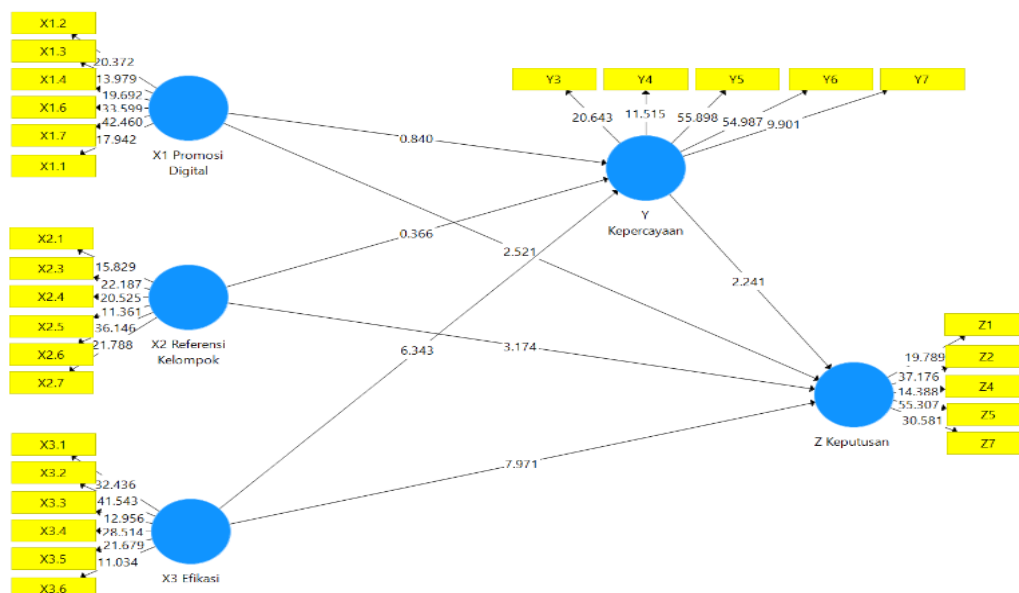 X1.2
X1.3
X1.4
X1.6
X1.7
X1.1
20.372
13.979
19.692
33.599
42.460
17.942
X1 Promosi
Digital
Y3
Y4
Y5
Y6
Y7
20.643
11.515
55.898
54.987
9.901
Y
Kepercayaan
0.840
0.366
2.521
6.343
3.174
2.241
7.971
X2.1
X2.3
X2.4
X2.5
X2.6
X2.7
15.829
22.187
20.525
11.361
36.146
21.788
X2 Referensi
Kelompok
Z1
Z2
Z4
Z5
Z7
19.789
37.176
14.388
55.307
30.581
Z Keputusan
X3.1
X3.2
X3.3
X3.4
X3.5
X3.6
32.436
41.543
12.956
28.514
21.679
11.034
X3 Efikasi